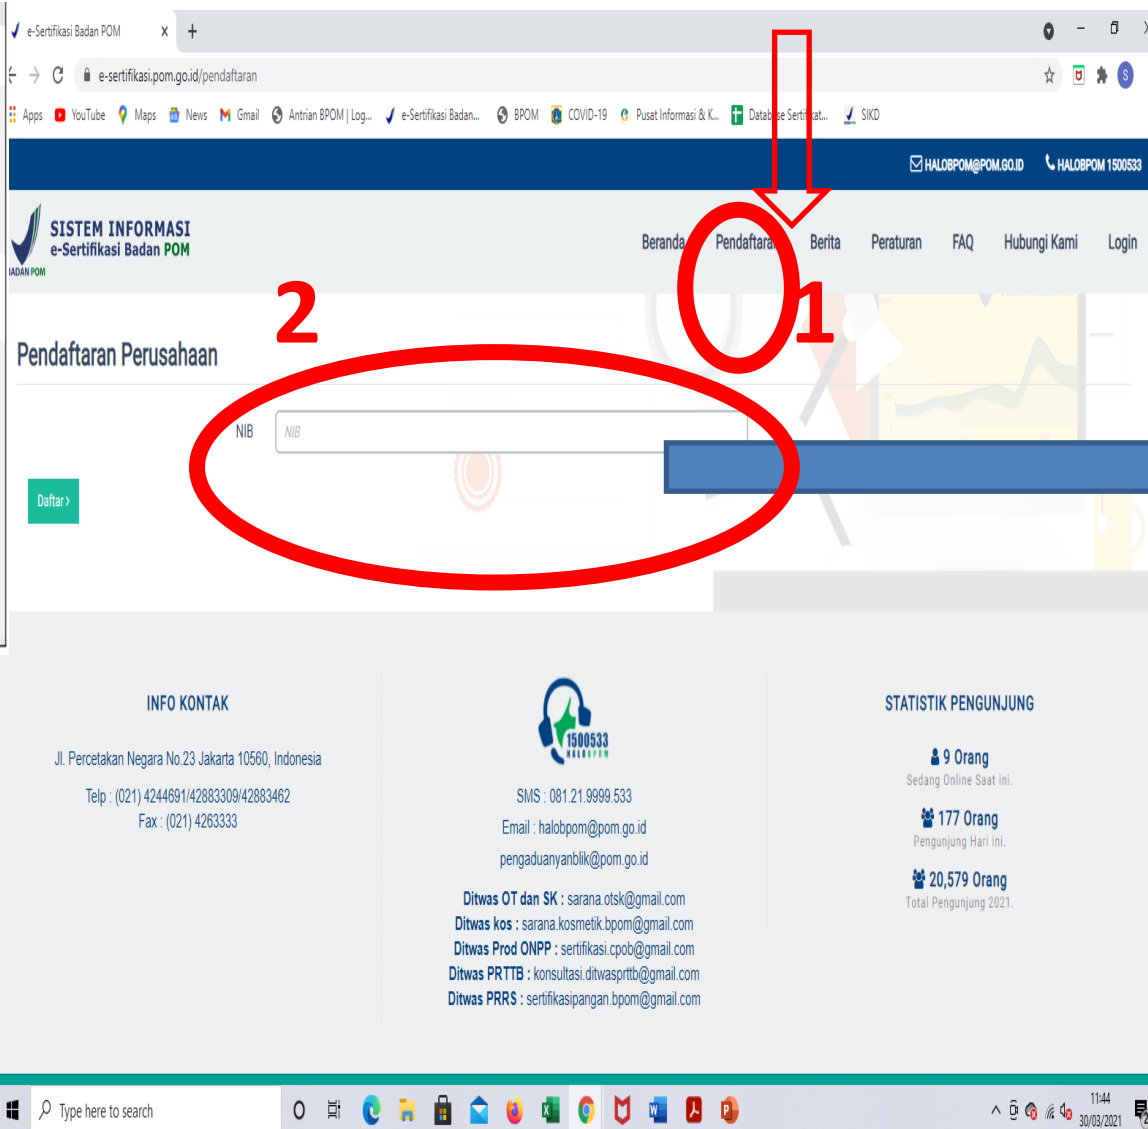 e-Sertifikasi Badan POM
e-sertifikasi.pom.go.id/pendaftaran
S
Apps YouTube Maps News Gmail Antrian BPOM | Log... e-Sertifikasi Badan... BPOM COVID-19 Pusat Informasi & K... Database Sertifikat... SIKD
HALOBPOM@POM.GO.ID HALOBPOM 1500533
SISTEM INFORMASI
e-Sertifikasi Badan POM
BADAN POM
Beranda Pendaftaran Berita Peraturan FAQ Hubungi Kami Login
2
1
Pendaftaran Perusahaan
NIB NIB
Daftar >
INFO KONTAK
Jl. Percetakan Negara No.23 Jakarta 10560, Indonesia
Telp : (021) 4244691/42883309/42883462
Fax : (021) 4263333
1500533
HALOBPOM
SMS : 081.21.9999.533
Email : halobpom@pom.go.id
pengaduanyanblik@pom.go.id
Ditwas OT dan SK : sarana.otsk@gmail.com
Ditwas kos : sarana.kosmetik.bpom@gmail.com
Ditwas Prod ONPP : sertifikasi.cpob@gmail.com
Ditwas PRTTB : konsultasi.ditwasprttb@gmail.com
Ditwas PRRS : sertifikasipangan.bpom@gmail.com
STATISTIK PENGUNJUNG
9 Orang
Sedang Online Saat ini.
177 Orang
Pengunjung Hari ini.
20,579 Orang
Total Pengunjung 2021.
Type here to search
11:44
30/03/2021